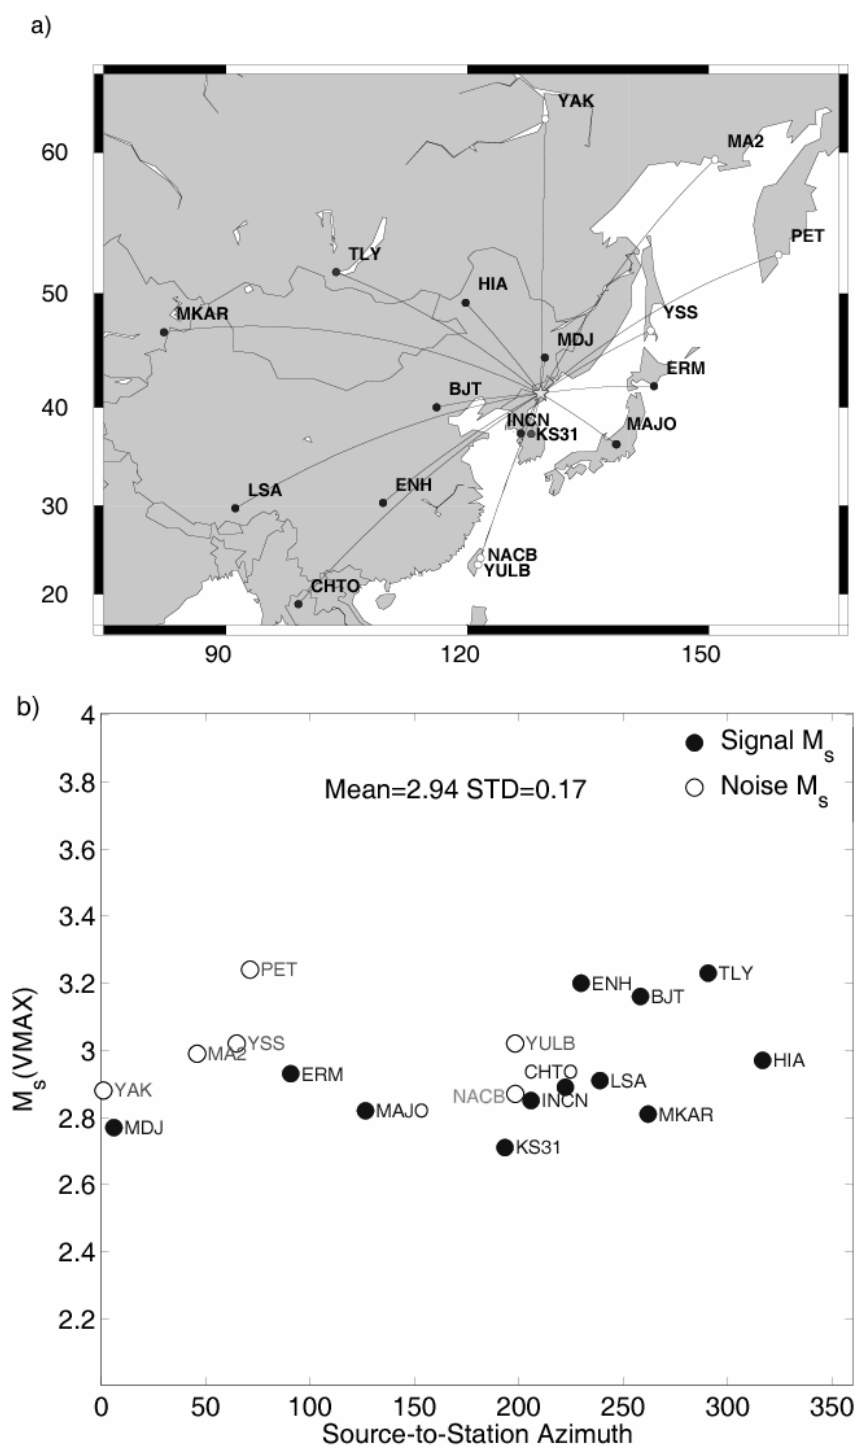 a)
YAK
60
MA2
PET
TLY
50
HIA
MKAR
YSS
MDJ
ERM
BJT
40
INCN
KS31
MAJO
ENH
LSA
30
NACB
YULB
CHTO
20
90
120
150
b)
4
Signal Ms
3.8
Mean=2.94 STD=0.17
Noise Ms
3.6
3.4
PET
3.2
ENH
TLY
BJT
YSS
YULB
MA2
3
HIA
ERM
CHTO
LSA
YAK
NACB
INCN
MAJO
MKAR
2.8
MDJ
KS31
2.6
2.4
2.2
Ms(VMAX)
0
50
100
150
200
250
300
350
Source-to-Station Azimuth